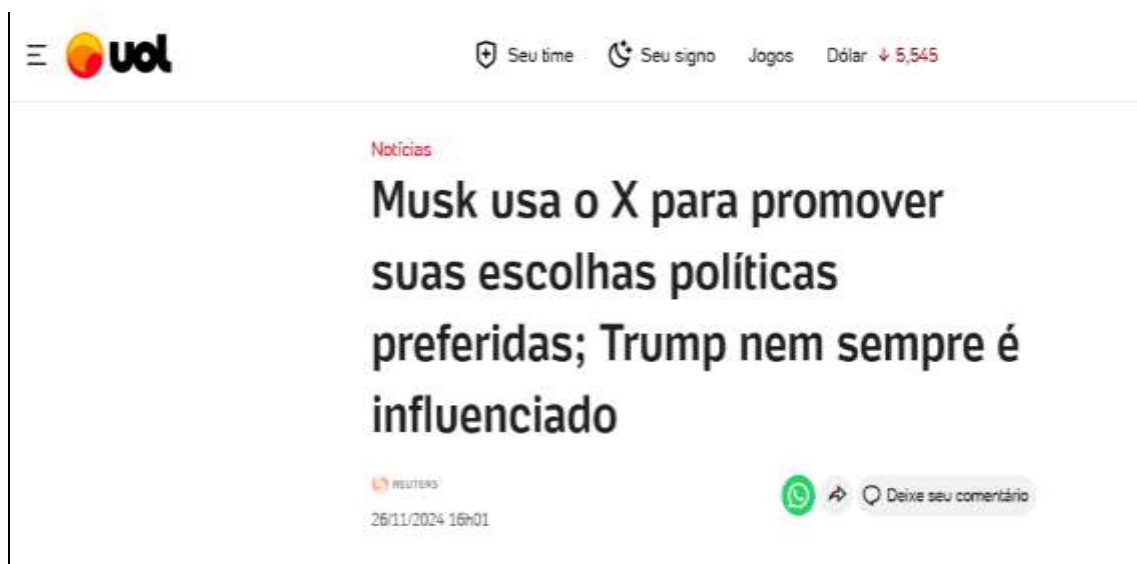 uol
Seu time Seu signo Jogos Dólar ↓ 5,545
Notícias
Musk usa o X para promover
suas escolhas políticas
preferidas; Trump nem sempre é
influenciado
REUTERS
Deixe seu comentário
26/11/2024 16h01